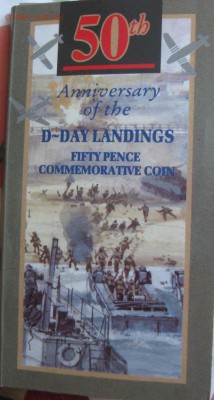 50th
Anniversary
of the
D-DAY LANDINGS
FIFTY PENCE
COMMEMORATIVE COIN